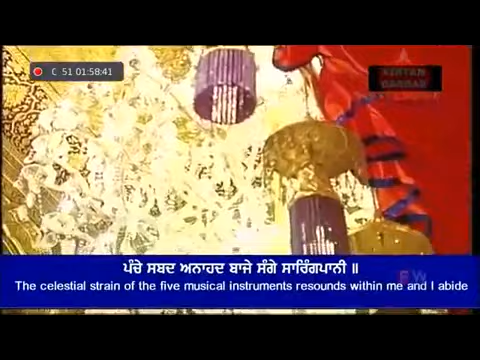 C 51 01:58:41
KIRTAN
DARBAR
ਪੰਚੇ ਸਬਦ ਅਨਾਹਦ ਬਾਜੇ ਸੰਗੇ ਸਾਰਿੰਗਪਾਨੀ ॥
The celestial strain of the five musical instruments resounds within me and I abide